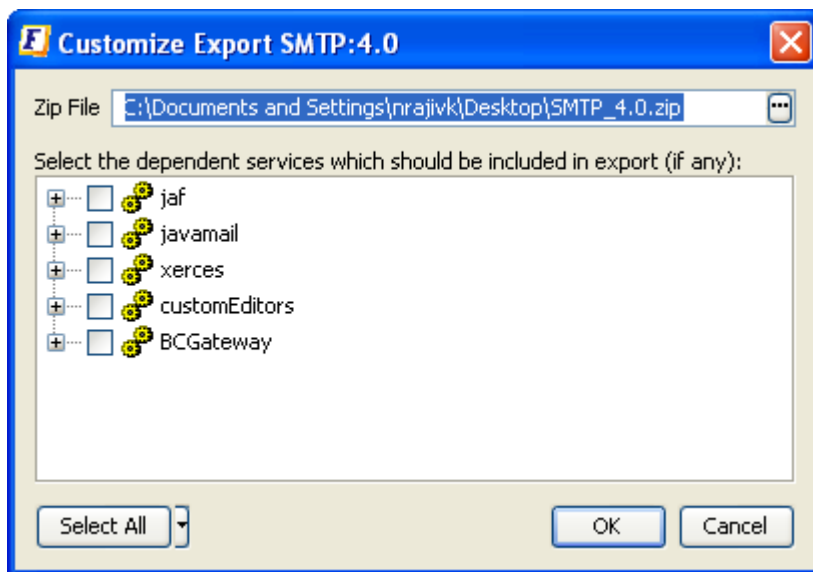 Customize Export SMTP:4.0
Zip File C:\Documents and Settings\nrajivk\Desktop\SMTP_4.0.zip ...
Select the dependent services which should be included in export (if any):
jaf
javamail
xerces
customEditors
BCGateway
Select All OK Cancel